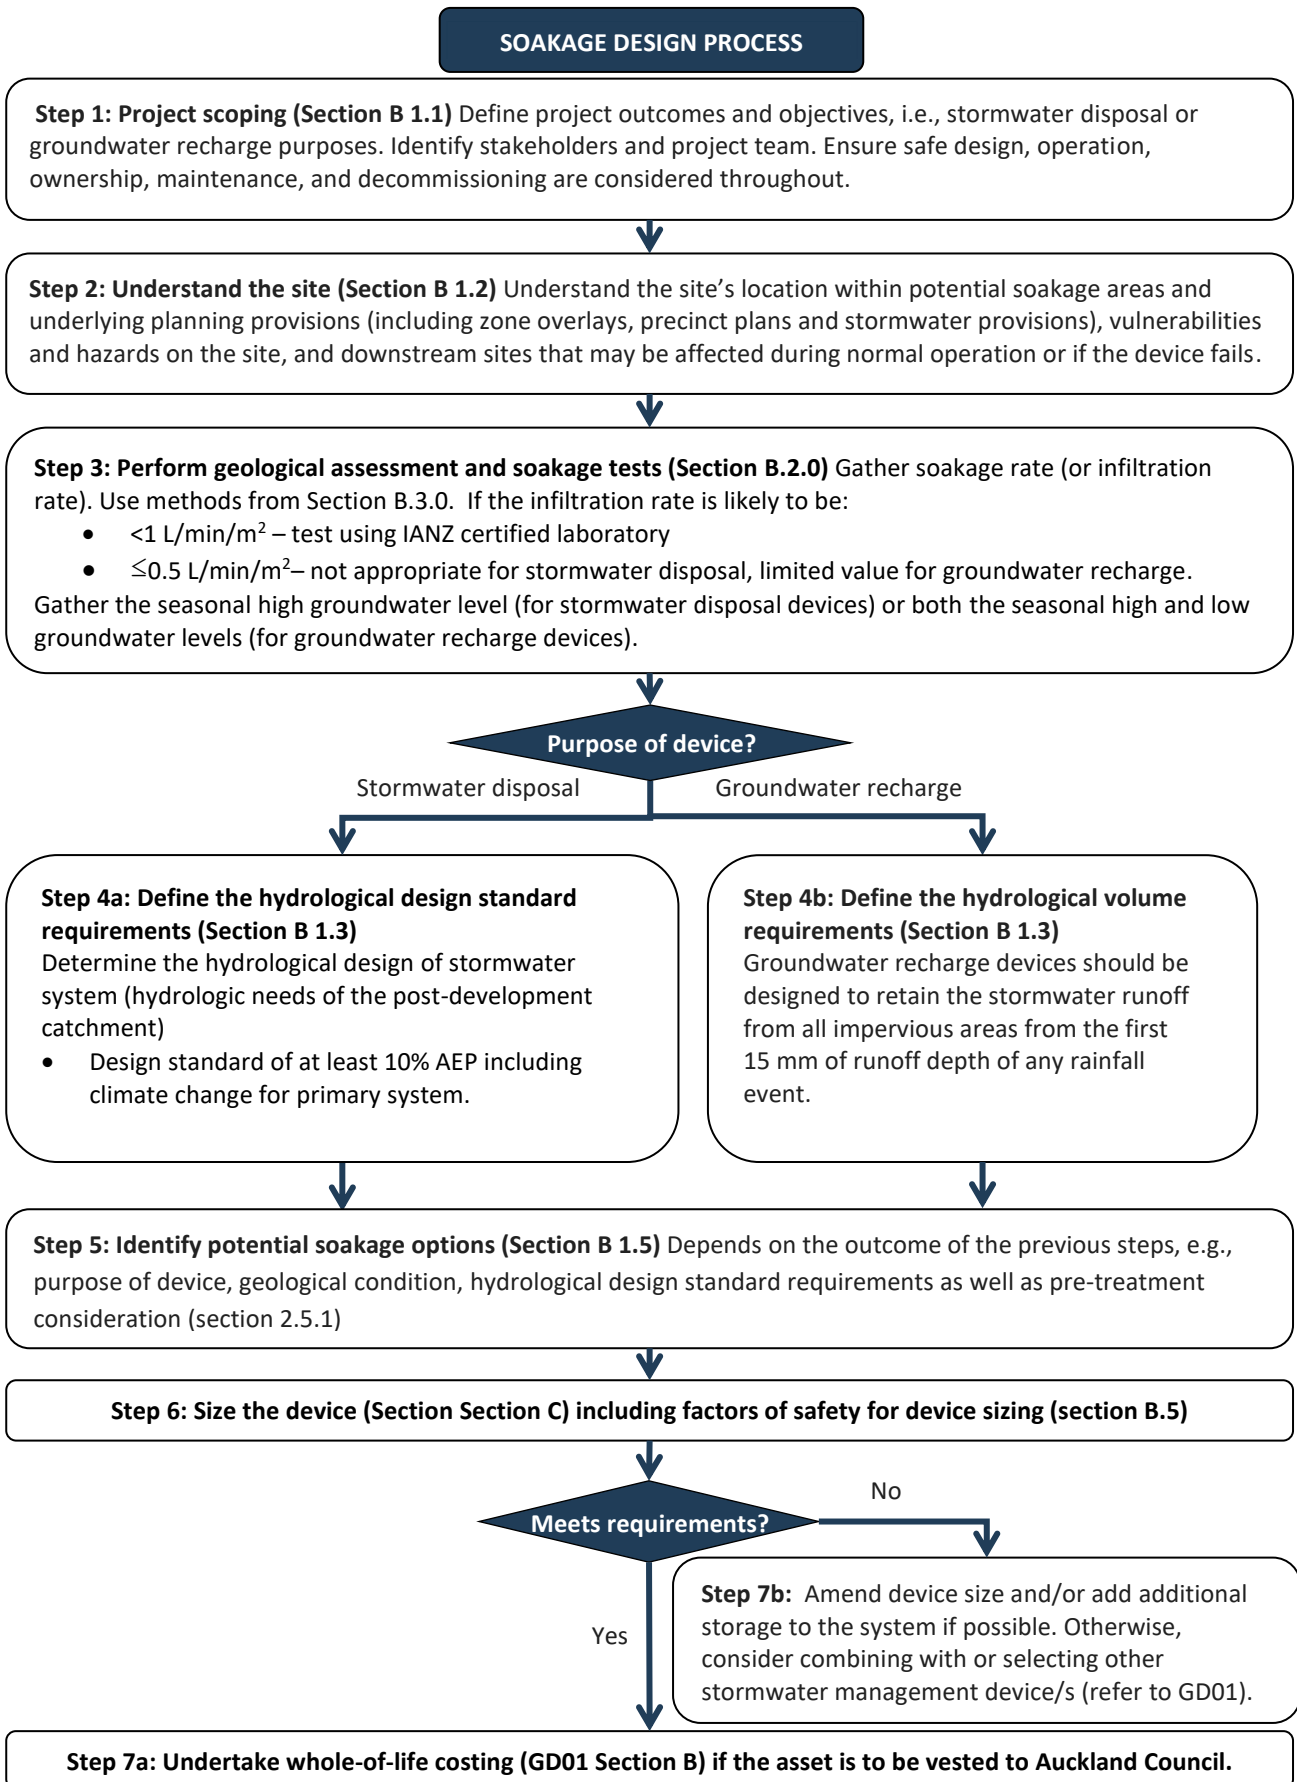 SOAKAGE DESIGN PROCESS
Step 1: Project scoping (Section B 1.1) Define project outcomes and objectives, i.e., stormwater disposal or
groundwater recharge purposes. Identify stakeholders and project team. Ensure safe design, operation,
ownership, maintenance, and decommissioning are considered throughout.
Step 2: Understand the site (Section B 1.2) Understand the site’s location within potential soakage areas and
underlying planning provisions (including zone overlays, precinct plans and stormwater provisions), vulnerabilities
and hazards on the site, and downstream sites that may be affected during normal operation or if the device fails.
Step 3: Perform geological assessment and soakage tests (Section B.2.0) Gather soakage rate (or infiltration
rate). Use methods from Section B.3.0. If the infiltration rate is likely to be:
• <1 L/min/m² – test using IANZ certified laboratory
• ≤0.5 L/min/m²– not appropriate for stormwater disposal, limited value for groundwater recharge.
Gather the seasonal high groundwater level (for stormwater disposal devices) or both the seasonal high and low
groundwater levels (for groundwater recharge devices).
Purpose of device?
Stormwater disposal
Groundwater recharge
Step 4a: Define the hydrological design standard
requirements (Section B 1.3)
Determine the hydrological design of stormwater
system (hydrologic needs of the post-development
catchment)
• Design standard of at least 10% AEP including
climate change for primary system.
Step 4b: Define the hydrological volume
requirements (Section B 1.3)
Groundwater recharge devices should be
designed to retain the stormwater runoff
from all impervious areas from the first
15 mm of runoff depth of any rainfall
event.
Step 5: Identify potential soakage options (Section B 1.5) Depends on the outcome of the previous steps, e.g.,
purpose of device, geological condition, hydrological design standard requirements as well as pre-treatment
consideration (section 2.5.1)
Step 6: Size the device (Section Section C) including factors of safety for device sizing (section B.5)
Meets requirements?
No
Yes
Step 7b: Amend device size and/or add additional
storage to the system if possible. Otherwise,
consider combining with or selecting other
stormwater management device/s (refer to GD01).
Step 7a: Undertake whole-of-life costing (GD01 Section B) if the asset is to be vested to Auckland Council.